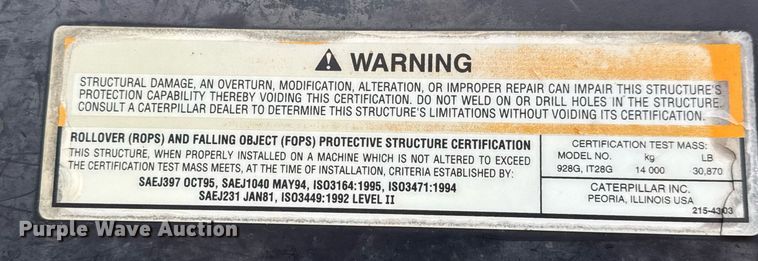 ⚠ WARNING
STRUCTURAL DAMAGE, AN OVERTURN, MODIFICATION, ALTERATION, OR IMPROPER REPAIR CAN IMPAIR THIS STRUCTURE'S
PROTECTION CAPABILITY THEREBY VOIDING THIS CERTIFICATION. DO NOT WELD ON OR DRILL HOLES IN THE STRUCTURE.
CONSULT A CATERPILLAR DEALER TO DETERMINE THIS STRUCTURE'S LIMITATIONS WITHOUT VOIDING ITS CERTIFICATION.
ROLLOVER (ROPS) AND FALLING OBJECT (FOPS) PROTECTIVE STRUCTURE CERTIFICATION
THIS STRUCTURE, WHEN PROPERLY INSTALLED ON A MACHINE WHICH IS NOT ALTERED TO EXCEED
THE CERTIFICATION TEST MASS MEETS, AT THE TIME OF INSTALLATION, CRITERIA ESTABLISHED BY:
SAEJ397 OCT95, SAEJ1040 MAY94, ISO3164:1995, ISO3471:1994
SAEJ231 JAN81, ISO3449:1992 LEVEL II
CERTIFICATION TEST MASS:
MODEL NO. kg LB
928G, IT28G 14 000 30,870
CATERPILLAR INC.
PEORIA, ILLINOIS USA
215-4303
Purple Wave Auction